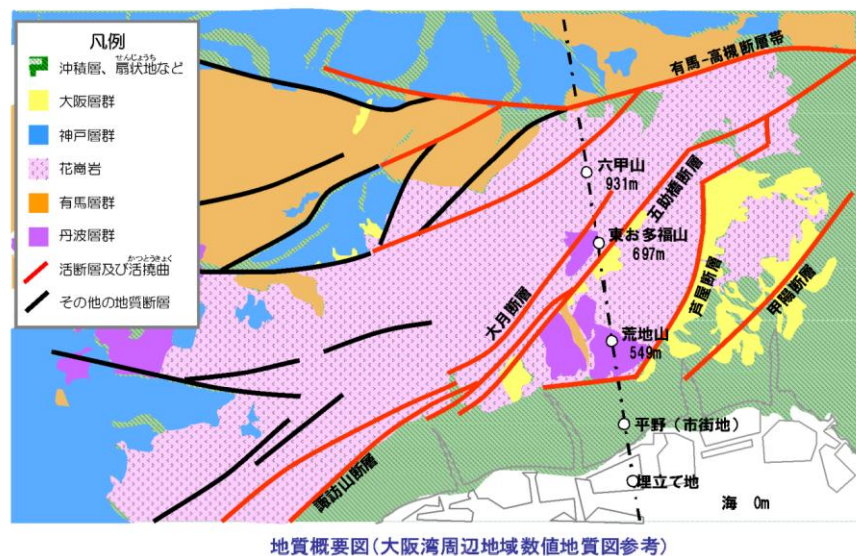 凡例
せんじょうち
沖積層、扇状地など
大阪層群
神戸層群
花崗岩
有馬層群
丹波層群
かつとうきょく
活断層及び活撓曲
その他の地質断層
有馬-高槻断層帯
六甲山
931m
五助橋断層
東お多福山
697m
大月断層
芦屋断層
甲陽断層
荒地山
549m
平野（市街地）
諏訪山断層
埋立て地
海 0m
地質概要図（大阪湾周辺地域数値地質図参考）